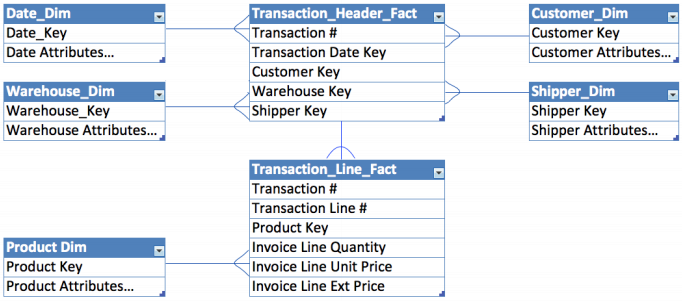 Date_Dim
Date_Key
Date Attributes...
Warehouse_Dim
Warehouse_Key
Warehouse Attributes...
Transaction_Header_Fact
Transaction #
Transaction Date Key
Customer Key
Warehouse Key
Shipper Key
Customer_Dim
Customer Key
Customer Attributes...
Shipper_Dim
Shipper Key
Shipper Attributes...
Transaction_Line_Fact
Transaction #
Transaction Line #
Product Key
Invoice Line Quantity
Invoice Line Unit Price
Invoice Line Ext Price
Product Dim
Product Key
Product Attributes...